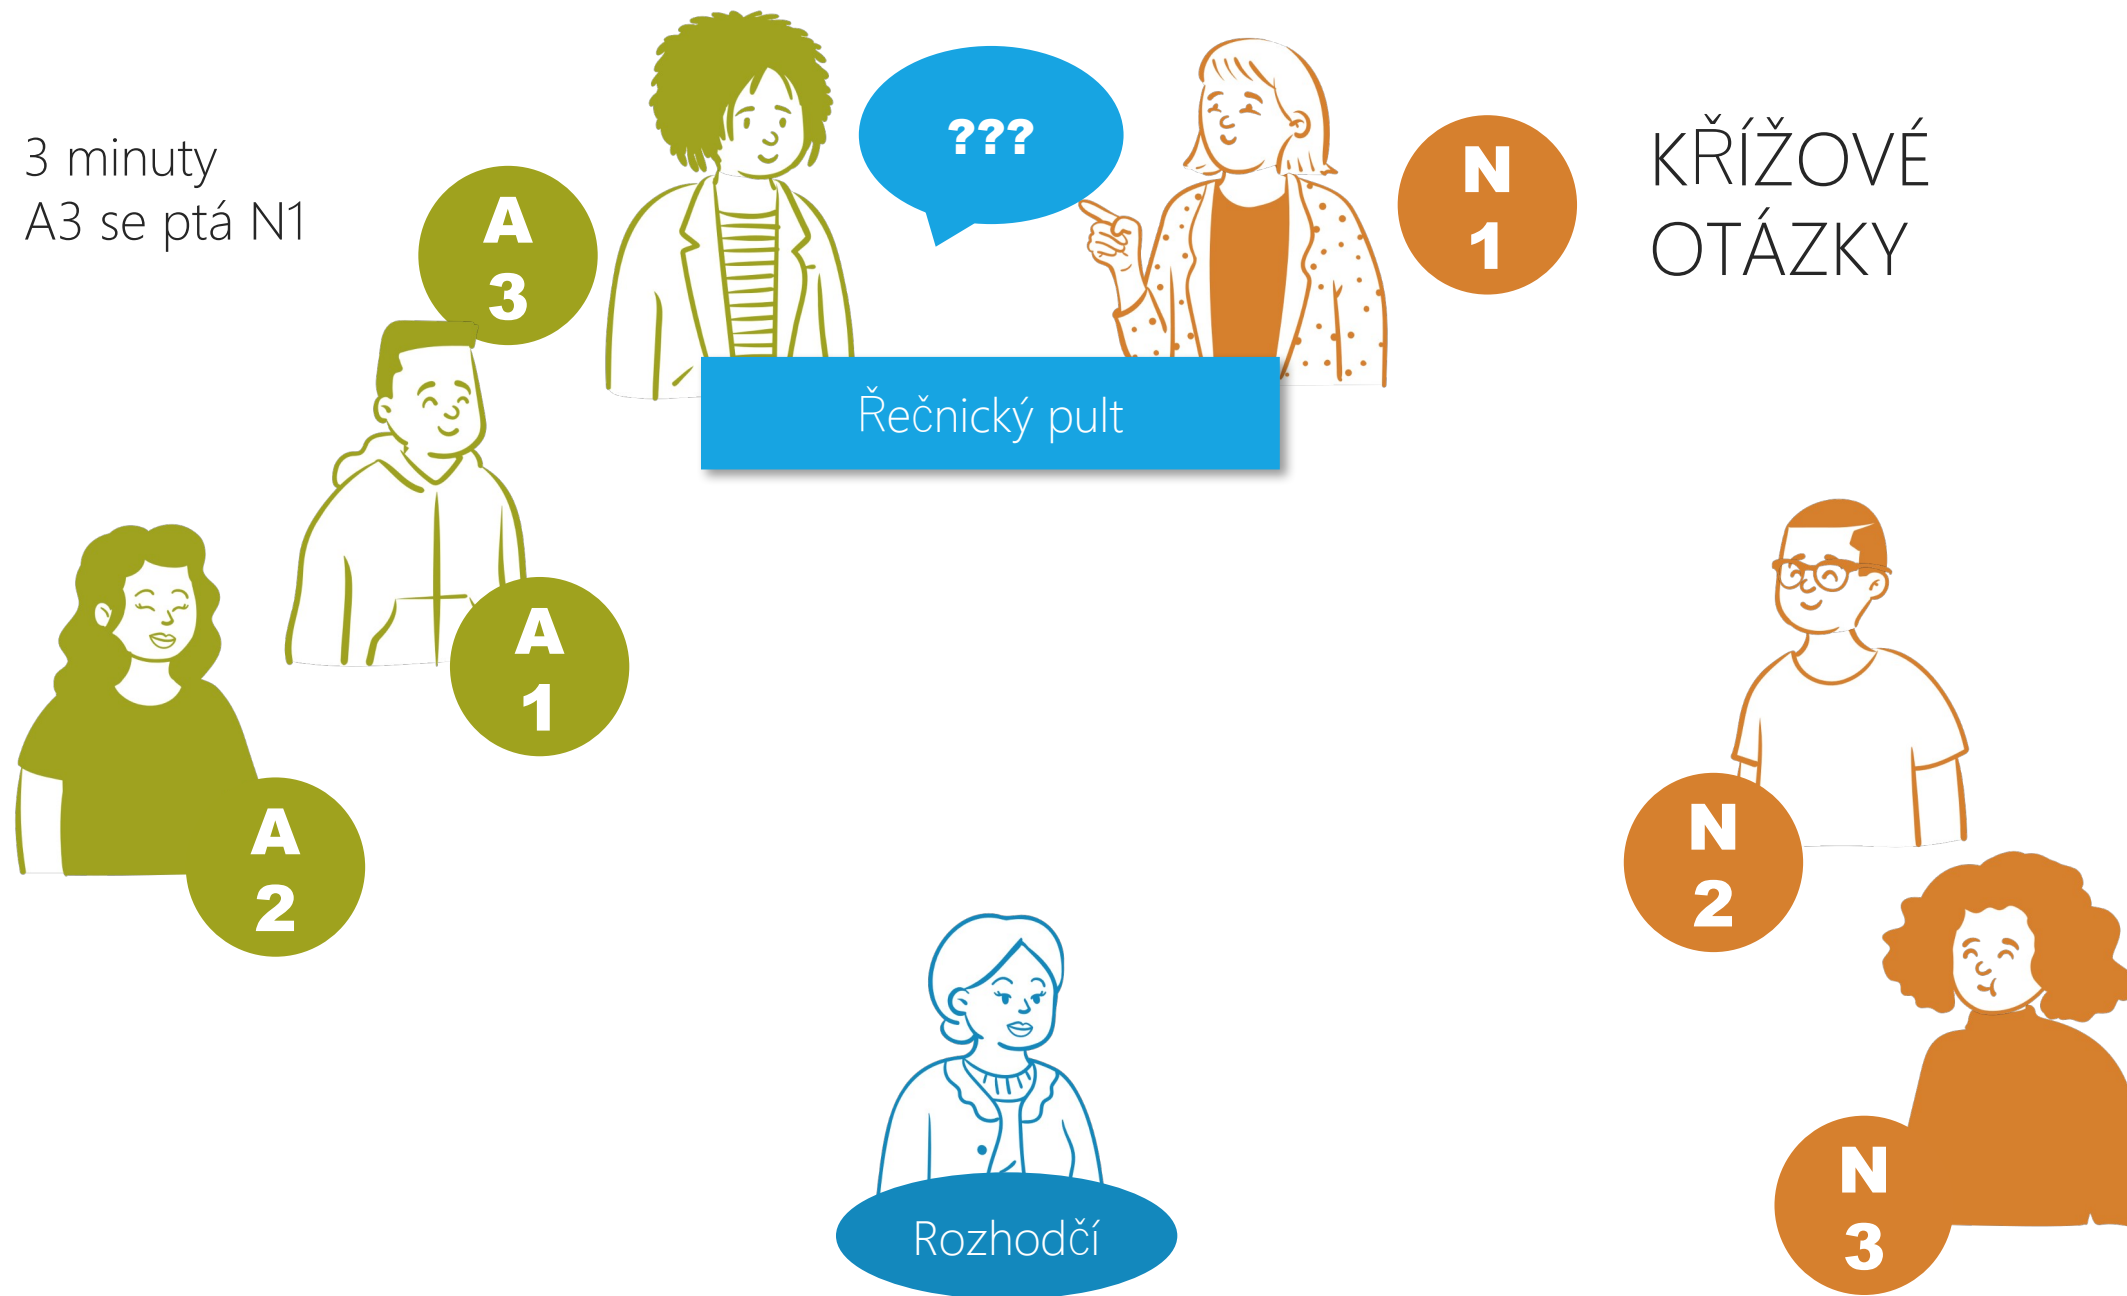 3 minuty
A3 se ptá N1
A
3
???
N
1
KŘÍŽOVÉ
OTÁZKY
Řečnický pult
A
1
A
2
N
2
N
3
Rozhodčí